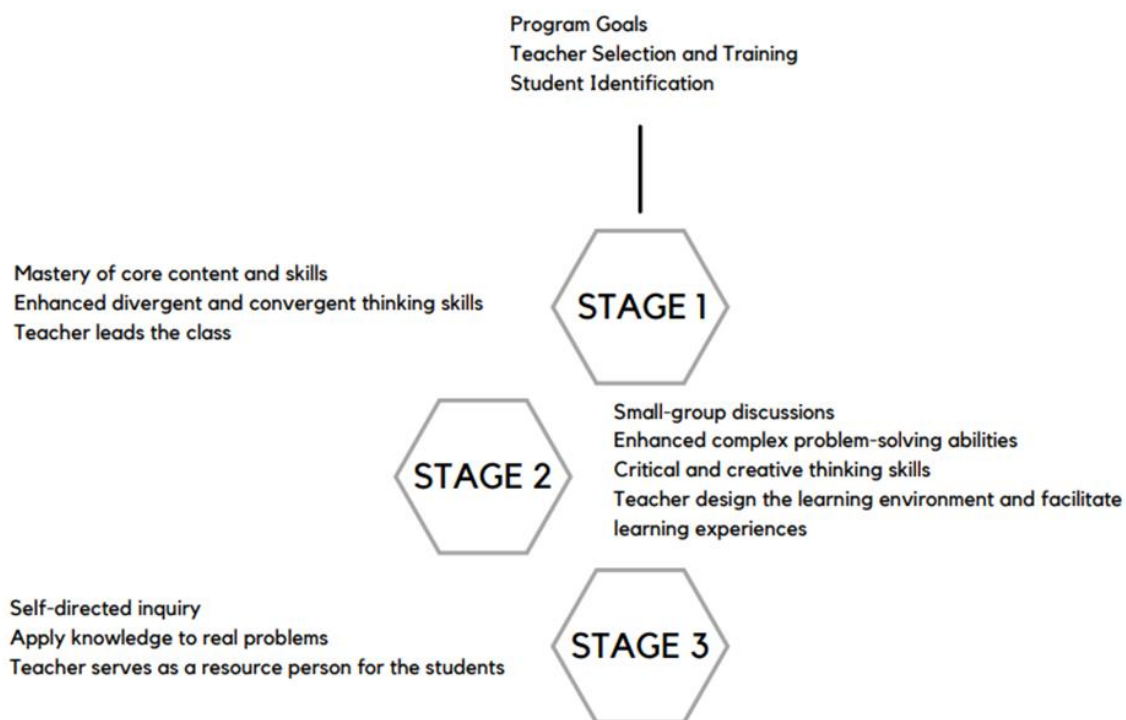 Program Goals
Teacher Selection and Training
Student Identification
Mastery of core content and skills
Enhanced divergent and convergent thinking skills
Teacher leads the class
STAGE 1
STAGE 2
Small-group discussions
Enhanced complex problem-solving abilities
Critical and creative thinking skills
Teacher design the learning environment and facilitate
learning experiences
Self-directed inquiry
Apply knowledge to real problems
Teacher serves as a resource person for the students
STAGE 3